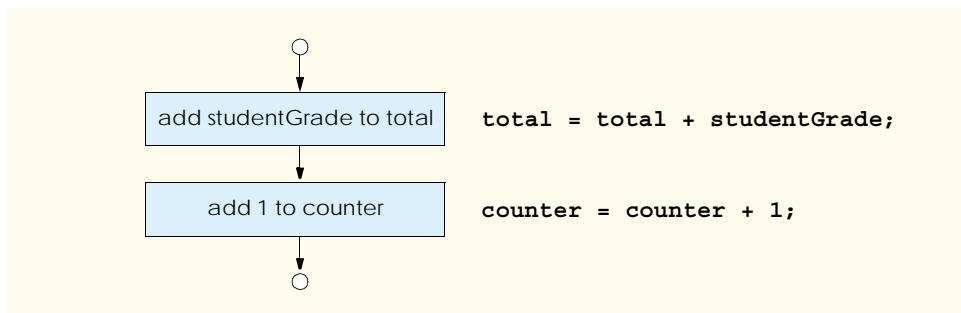 add studentGrade to total
total = total + studentGrade;
add 1 to counter
counter = counter + 1;